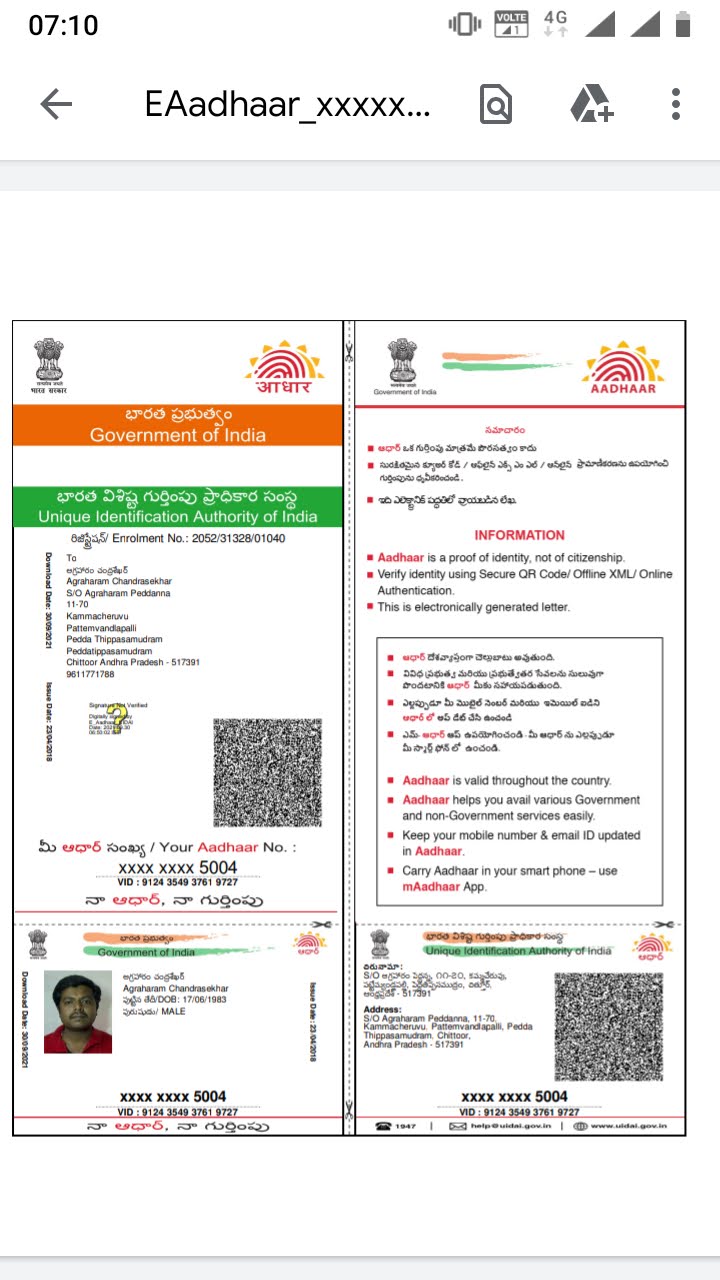 07:10
VOLTE 1
4G
EAadhaar_xxxxx...
भारत सरकार
आधार
భారత ప్రభుత్వం
Government of India
భారత విశిష్ట గుర్తింపు ప్రాధికార సంస్థ
Unique Identification Authority of India
రిజిస్ట్రేషన్/ Enrolment No.: 2052/31328/01040
Download Date: 30/09/2021
Issue Date: 23/04/2018
To
అగ్రహారం చంద్రశేఖర్
Agraharam Chandrasekhar
S/O Agraharam Peddanna
11-70
Kammacheruvu
Pattemvandlapalli
Pedda Thippasamudram
Peddatippasamudram
Chittoor Andhra Pradesh - 517391
9611771788
Signature Not Verified
Digitally signed by
మీ ఆధార్ సంఖ్య / Your Aadhaar No. :
xxxx xxxx 5004
VID : 9124 3549 3761 9727
నా ఆధార్, నా గుర్తింపు
Government of India
AADHAAR
సమాచారం
ఆధార్ ఒక గుర్తింపు మాత్రమే పౌరసత్వం కాదు
సురక్షితమైన క్యూఆర్ కోడ్ / ఆఫ్‌లైన్ ఎక్స్ ఎం ఎల్ / ఆన్‌లైన్ ప్రామాణికరణను ఉపయోగించి
గుర్తింపును ధృవీకరించండి.
ఇది ఎలెక్ట్రానిక్ పద్ధతిలో వ్రాయబడిన లేఖ.
INFORMATION
Aadhaar is a proof of identity, not of citizenship.
Verify identity using Secure QR Code/ Offline XML/ Online
Authentication.
This is electronically generated letter.
ఆధార్ దేశవ్యాప్తంగా చెల్లుబాటు అవుతుంది.
వివిధ ప్రభుత్వ మరియు ప్రభుత్వేతర సేవలను సులువుగా
పొందటానికి ఆధార్ మీకు సహాయపడుతుంది.
ఎల్లప్పుడూ మీ మొబైల్ నెంబర్ మరియు ఇమెయిల్ ఐడిని
ఆధార్ లో అప్ డేట్ చేసి ఉంచండి
ఎమ్- ఆధార్ ఆప్ ఉపయోగించండి - మీ ఆధార్ ను ఎల్లప్పుడూ
మీ స్మార్ట్ ఫోన్ లో ఉంచండి.
Aadhaar is valid throughout the country.
Aadhaar helps you avail various Government
and non-Government services easily.
Keep your mobile number & email ID updated
in Aadhaar.
Carry Aadhaar in your smart phone – use
mAadhaar App.
భారత ప్రభుత్వం
Government of India
ఆధార్
Download Date: 30/09/2021
అగ్రహారం చంద్రశేఖర్
Agraharam Chandrasekhar
పుట్టిన తేదీ/DOB: 17/06/1983
పురుషుడు/ MALE
Issue Date: 23/04/2018
xxxx xxxx 5004
VID : 9124 3549 3761 9727
నా ఆధార్, నా గుర్తింపు
భారత విశిష్ట గుర్తింపు ప్రాధికార సంస్థ
Unique Identification Authority of India
ఆధార్
చిరునామా:
S/O అగ్రహారం పెద్దన్న, ౧౧-౭౦, కమ్మచెరువు,
ఆంధ్రప్రదేశ్ - 517391
Address:
S/O Agraharam Peddanna, 11-70,
Kammacheruvu, Pattemvandlapalli, Pedda
Thippasamudram, Chittoor,
Andhra Pradesh - 517391
xxxx xxxx 5004
VID : 9124 3549 3761 9727
1947 | help@uidai.gov.in | www.uidai.gov.in